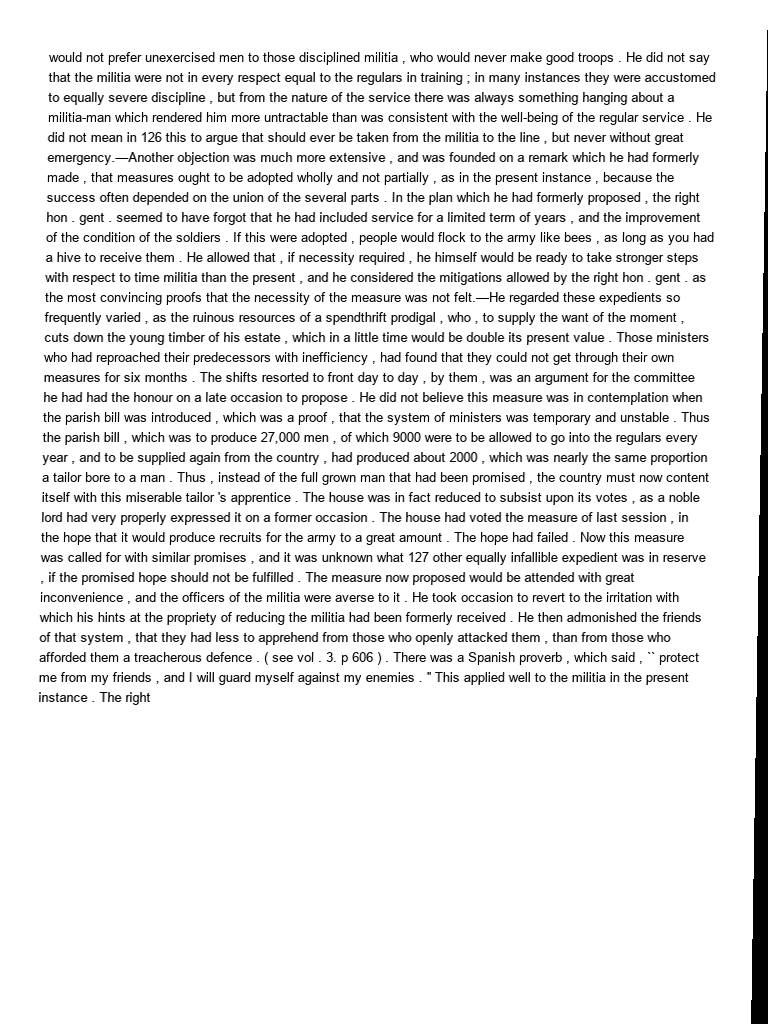 would not prefer unexercised men to those disciplined militia , who would never make good troops . He did not say
that the militia were not in every respect equal to the regulars in training ; in many instances they were accustomed
to equally severe discipline , but from the nature of the service there was always something hanging about a
militia-man which rendered him more untractable than was consistent with the well-being of the regular service . He
did not mean in 126 this to argue that should ever be taken from the militia to the line , but never without great
emergency.—Another objection was much more extensive , and was founded on a remark which he had formerly
made , that measures ought to be adopted wholly and not partially , as in the present instance , because the
success often depended on the union of the several parts . In the plan which he had formerly proposed , the right
hon . gent . seemed to have forgot that he had included service for a limited term of years , and the improvement
of the condition of the soldiers . If this were adopted , people would flock to the army like bees , as long as you had
a hive to receive them . He allowed that , if necessity required , he himself would be ready to take stronger steps
with respect to time militia than the present , and he considered the mitigations allowed by the right hon . gent . as
the most convincing proofs that the necessity of the measure was not felt.—He regarded these expedients so
frequently varied , as the ruinous resources of a spendthrift prodigal , who , to supply the want of the moment ,
cuts down the young timber of his estate , which in a little time would be double its present value . Those ministers
who had reproached their predecessors with inefficiency , had found that they could not get through their own
measures for six months . The shifts resorted to front day to day , by them , was an argument for the committee
he had had the honour on a late occasion to propose . He did not believe this measure was in contemplation when
the parish bill was introduced , which was a proof , that the system of ministers was temporary and unstable . Thus
the parish bill , which was to produce 27,000 men , of which 9000 were to be allowed to go into the regulars every
year , and to be supplied again from the country , had produced about 2000 , which was nearly the same proportion
a tailor bore to a man . Thus , instead of the full grown man that had been promised , the country must now content
itself with this miserable tailor 's apprentice . The house was in fact reduced to subsist upon its votes , as a noble
lord had very properly expressed it on a former occasion . The house had voted the measure of last session , in
the hope that it would produce recruits for the army to a great amount . The hope had failed . Now this measure
was called for with similar promises , and it was unknown what 127 other equally infallible expedient was in reserve
, if the promised hope should not be fulfilled . The measure now proposed would be attended with great
inconvenience , and the officers of the militia were averse to it . He took occasion to revert to the irritation with
which his hints at the propriety of reducing the militia had been formerly received . He then admonished the friends
of that system , that they had less to apprehend from those who openly attacked them , than from those who
afforded them a treacherous defence . ( see vol . 3. p 606 ) . There was a Spanish proverb , which said , `` protect
me from my friends , and I will guard myself against my enemies . " This applied well to the militia in the present
instance . The right